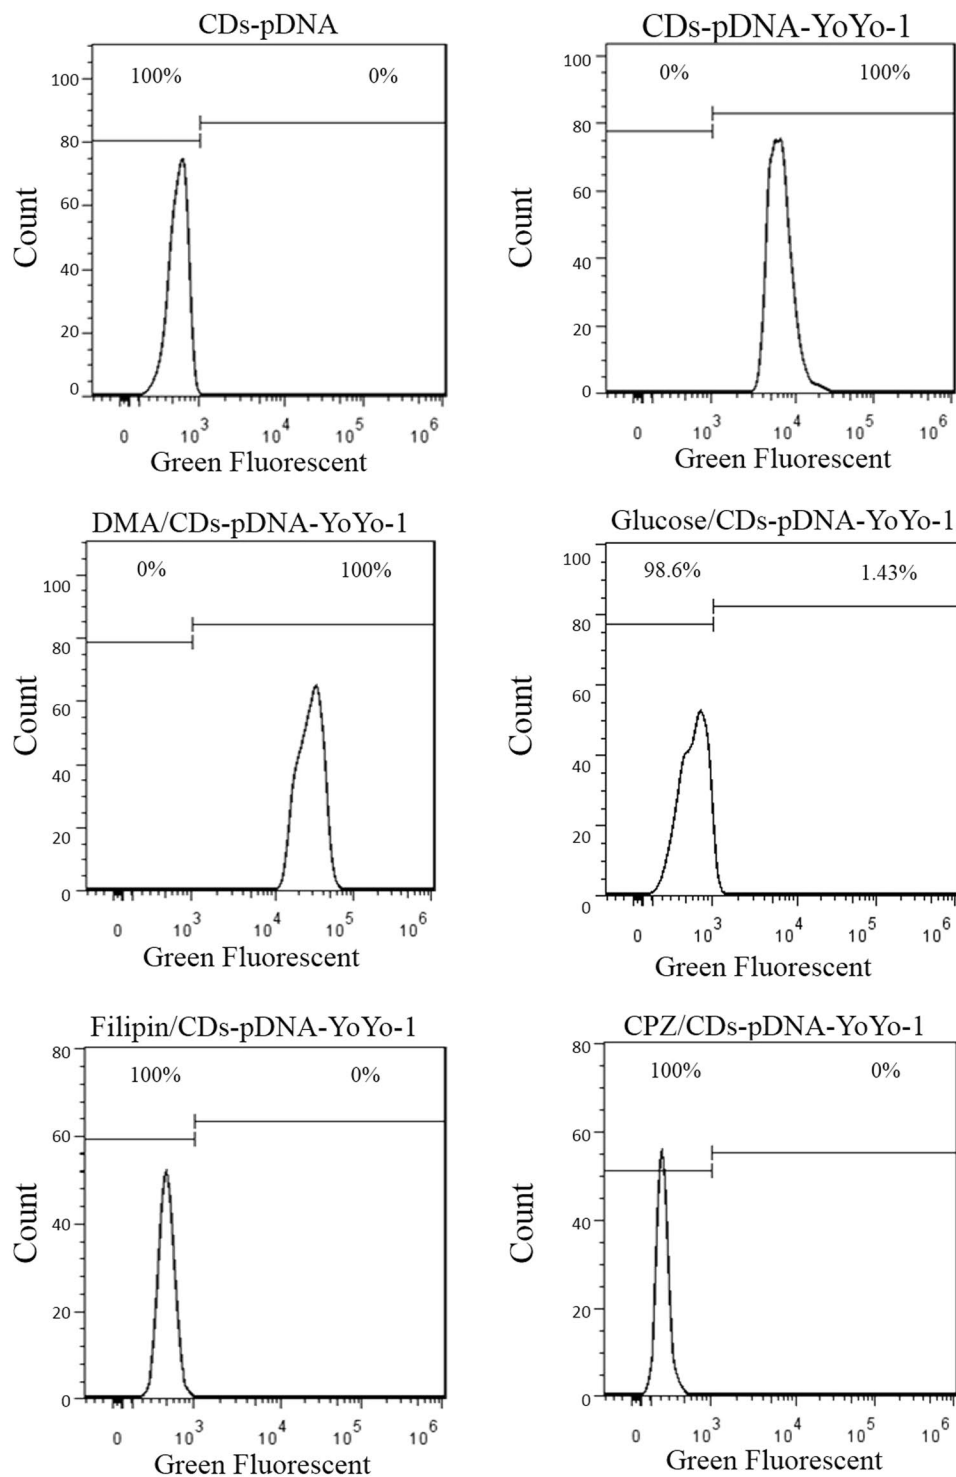 CDs-pDNA
100%
0%
100
80
60
40
20
0
Count
0 10^3 10^4 10^5 10^6
Green Fluorescent
CDs-pDNA-YoYo-1
0%
100%
100
80
60
40
20
0
Count
0 10^3 10^4 10^5 10^6
Green Fluorescent
DMA/CDs-pDNA-YoYo-1
0%
100%
100
80
60
40
20
0
Count
0 10^3 10^4 10^5 10^6
Green Fluorescent
Glucose/CDs-pDNA-YoYo-1
98.6%
1.43%
100
80
60
40
20
0
Count
0 10^3 10^4 10^5 10^6
Green Fluorescent
Filipin/CDs-pDNA-YoYo-1
100%
0%
80
60
40
20
0
Count
0 10^3 10^4 10^5 10^6
Green Fluorescent
CPZ/CDs-pDNA-YoYo-1
100%
0%
80
60
40
20
0
Count
0 10^3 10^4 10^5 10^6
Green Fluorescent